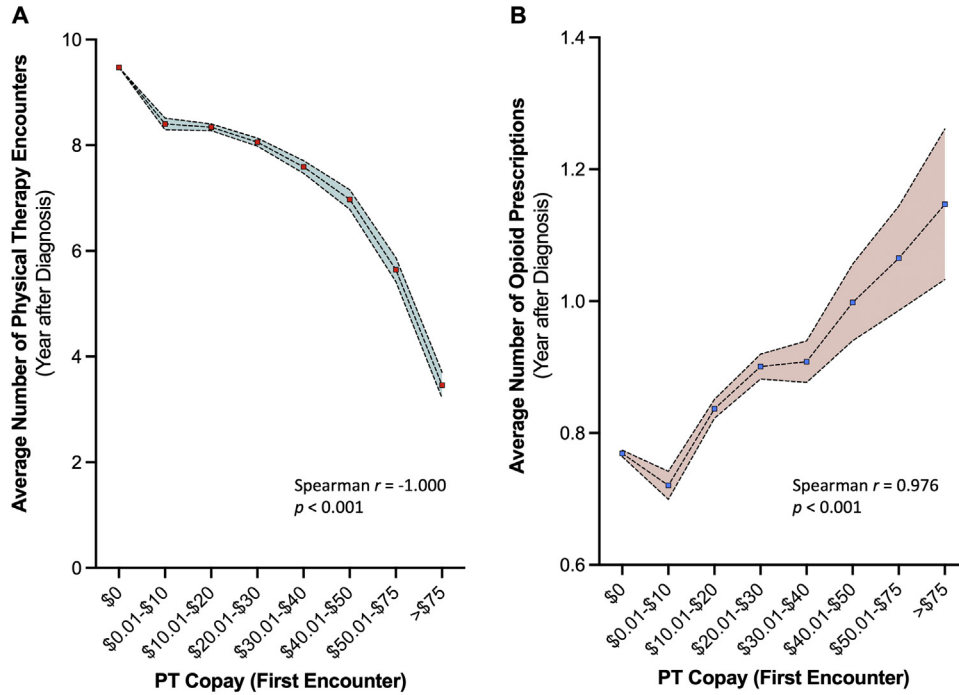 A
Average Number of Physical Therapy Encounters
(Year after Diagnosis)
10
8
6
4
2
0
Spearman r = -1.000
p < 0.001
$0
$0.01-$10
$10.01-$20
$20.01-$30
$30.01-$40
$40.01-$50
$50.01-$75
>$75
PT Copay (First Encounter)
B
Average Number of Opioid Prescriptions
(Year after Diagnosis)
1.4
1.2
1.0
0.8
0.6
Spearman r = 0.976
p < 0.001
$0
$0.01-$10
$10.01-$20
$20.01-$30
$30.01-$40
$40.01-$50
$50.01-$75
>$75
PT Copay (First Encounter)